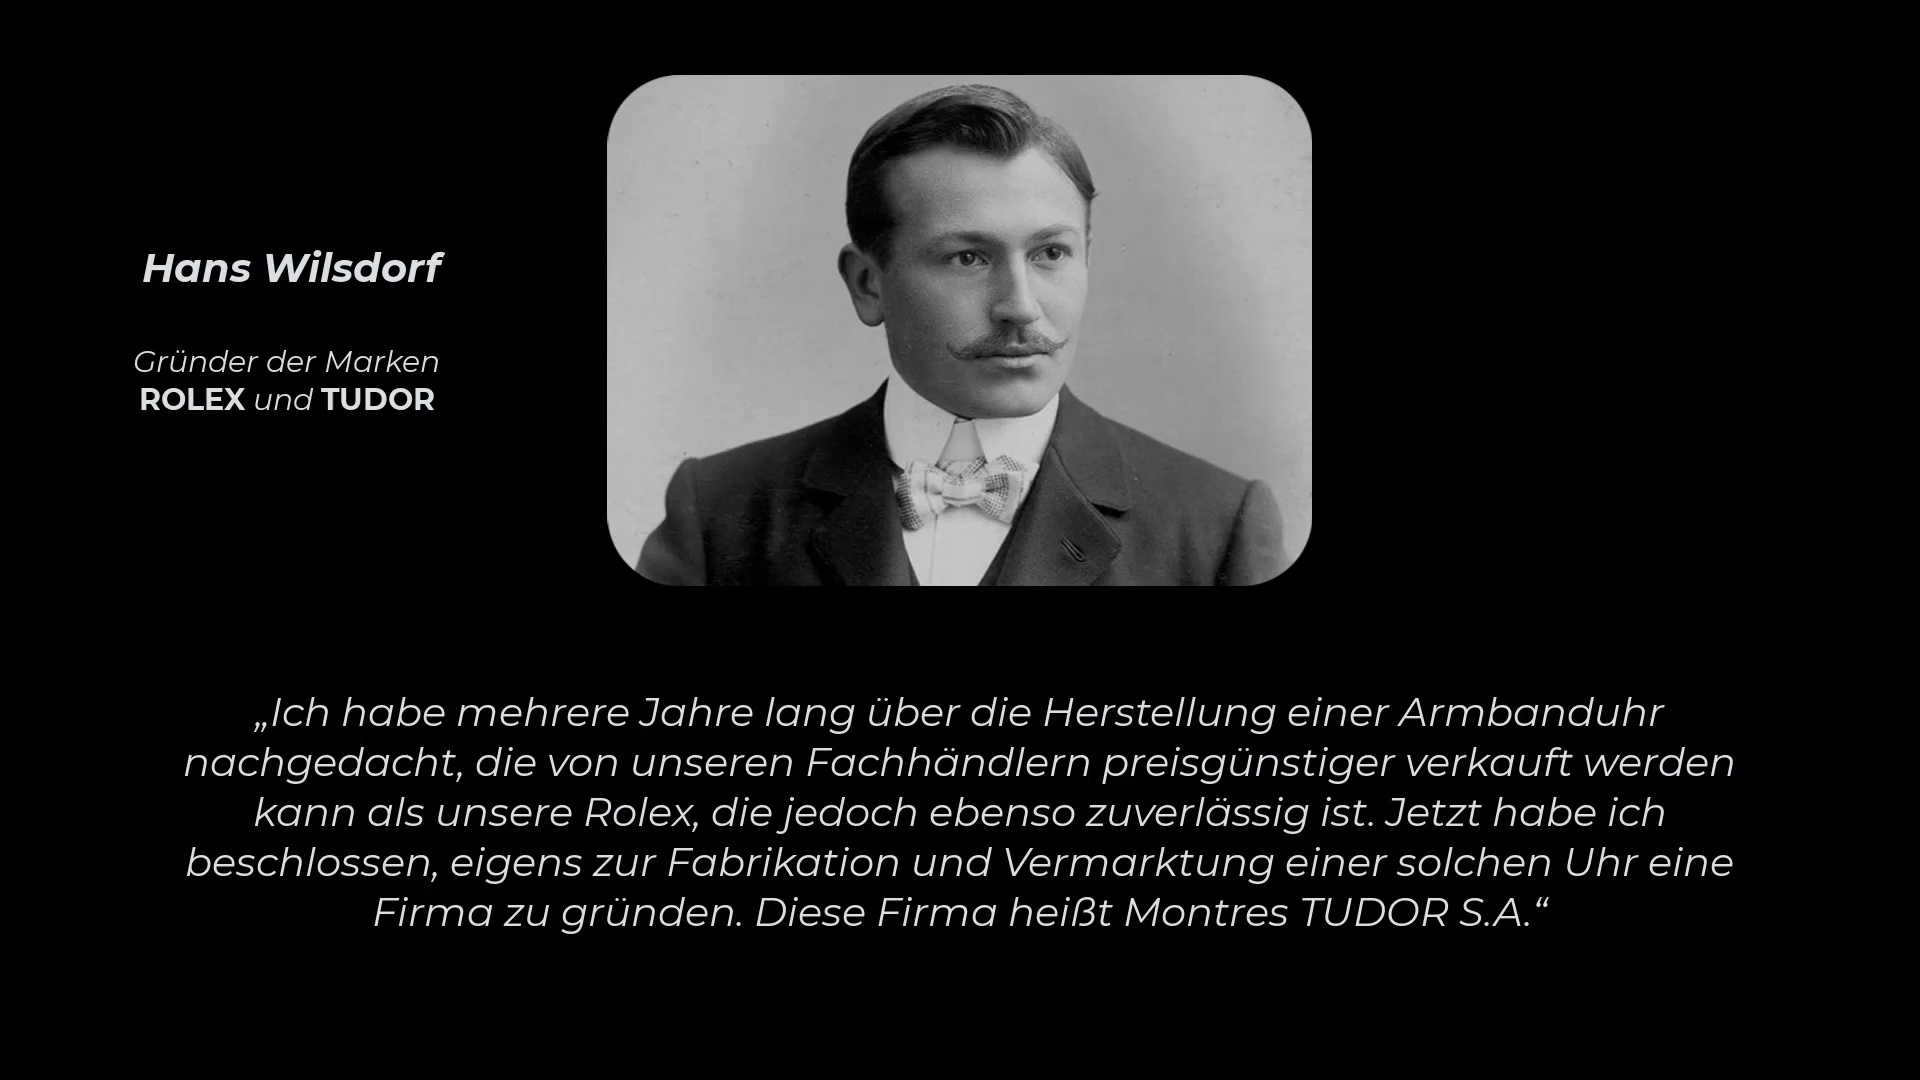 Hans Wilsdorf
Gründer der Marken
ROLEX und TUDOR
„Ich habe mehrere Jahre lang über die Herstellung einer Armbanduhr
nachgedacht, die von unseren Fachhändlern preisgünstiger verkauft werden
kann als unsere Rolex, die jedoch ebenso zuverlässig ist. Jetzt habe ich
beschlossen, eigens zur Fabrikation und Vermarktung einer solchen Uhr eine
Firma zu gründen. Diese Firma heißt Montres TUDOR S.A.“